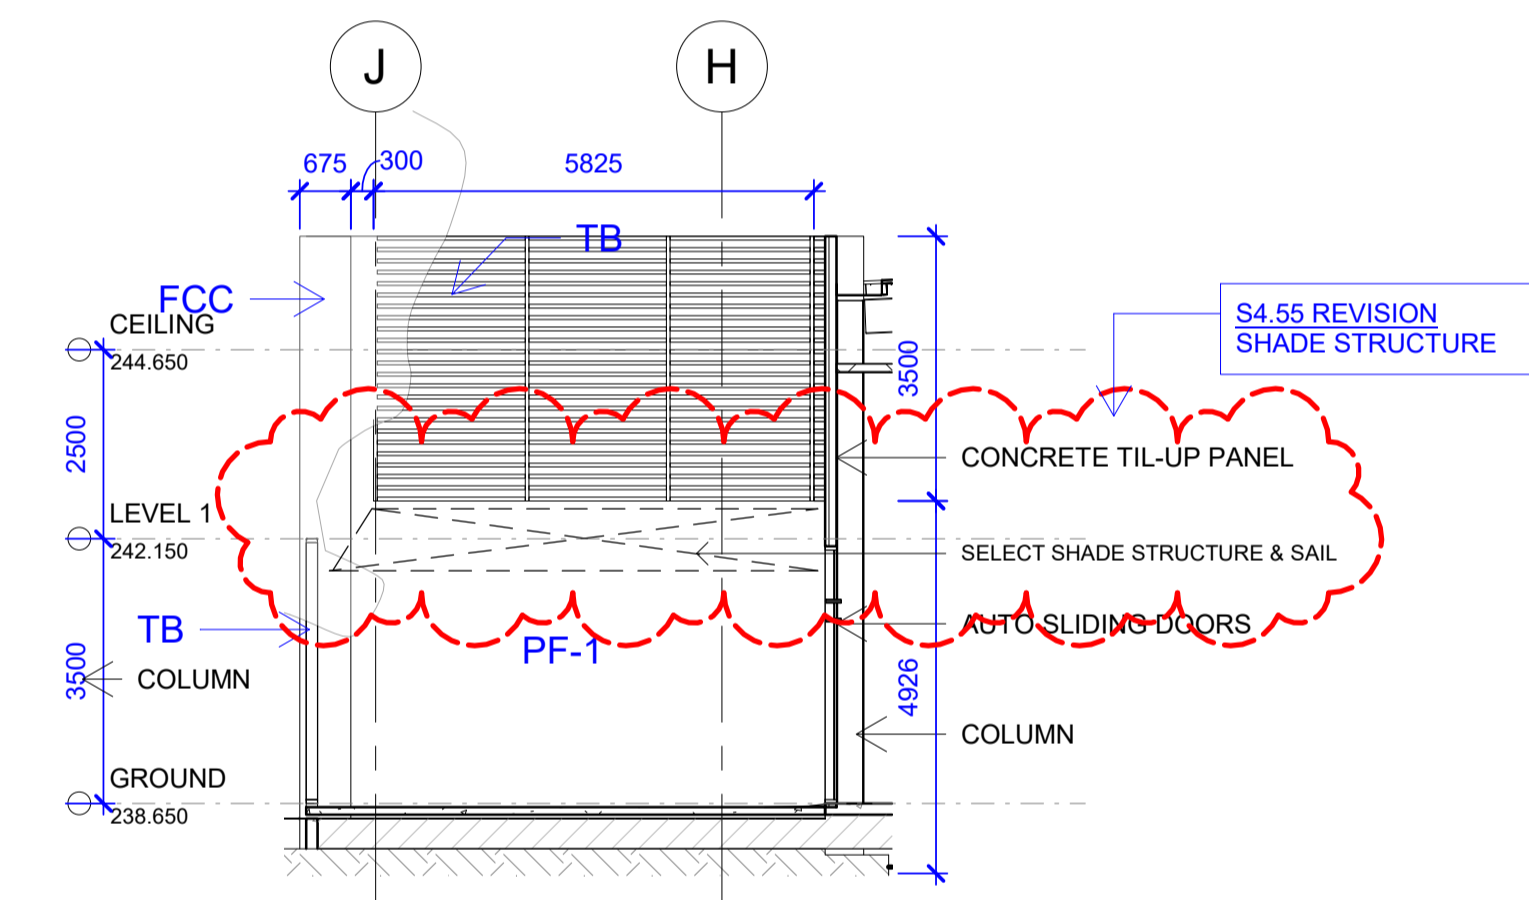 J
H
675
300
5825
TB
FCC
CEILING
244.650
S4.55 REVISION
SHADE STRUCTURE
3500
2500
CONCRETE TIL-UP PANEL
LEVEL 1
242.150
SELECT SHADE STRUCTURE & SAIL
TB
AUTO SLIDING DOORS
PF-1
3500
COLUMN
4926
COLUMN
GROUND
238.650